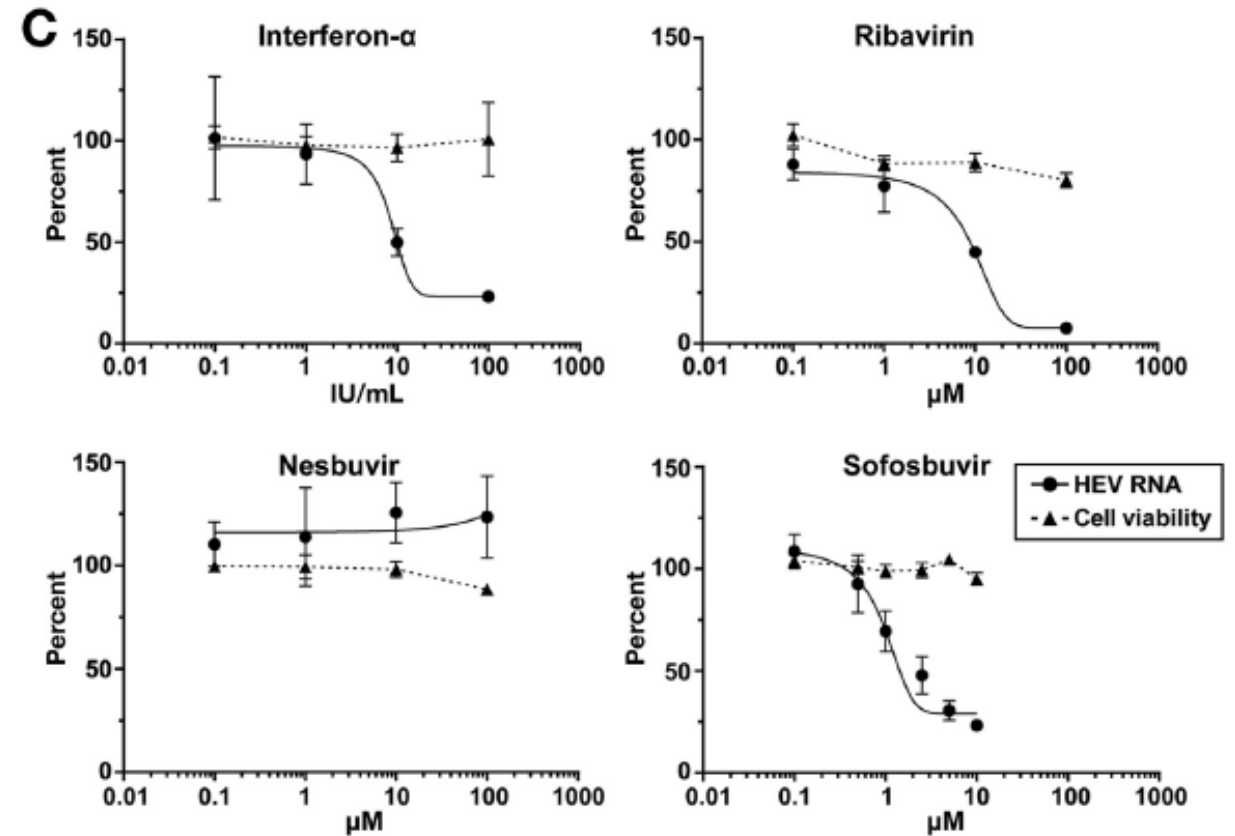 C
Interferon-α
150
100
50
0
Percent
0.01 0.1 1 10 100 1000
IU/mL
Ribavirin
150
100
50
0
Percent
0.01 0.1 1 10 100 1000
µM
Nesbuvir
150
100
50
0
Percent
0.01 0.1 1 10 100 1000
µM
Sofosbuvir
150
100
50
0
Percent
0.01 0.1 1 10 100 1000
µM
HEV RNA
Cell viability